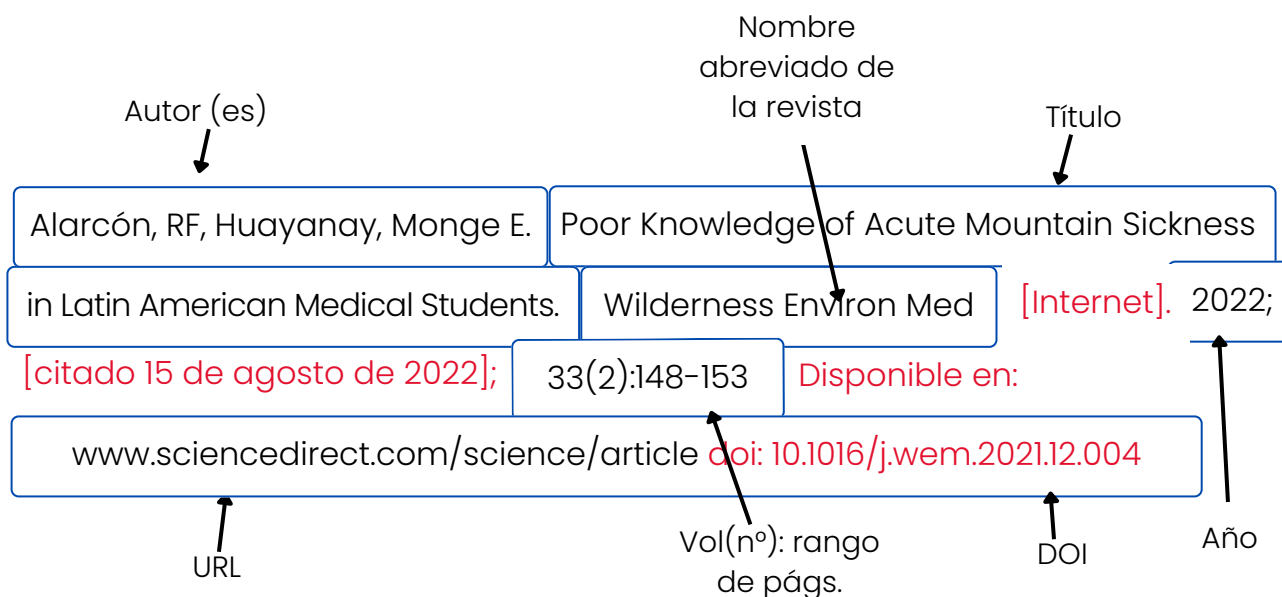 Nombre
abreviado de
la revista
Autor (es)
Título
Alarcón, RF, Huayanay, Monge E. Poor Knowledge of Acute Mountain Sickness
in Latin American Medical Students. Wilderness Environ Med [Internet]. 2022;
[citado 15 de agosto de 2022]; 33(2):148-153 Disponible en:
www.sciencedirect.com/science/article doi: 10.1016/j.wem.2021.12.004
URL
Vol(nº): rango
de págs.
DOI
Año